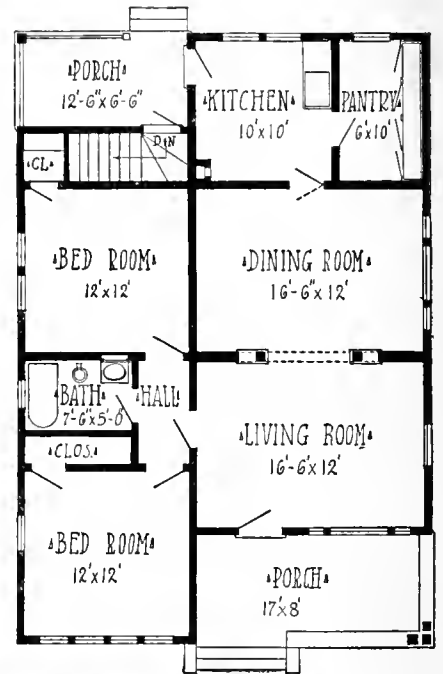 PORCH
12'-6"x6'-6"
KITCHEN
10'x10'
PANTRY
6'x10'
DN
CL
BED ROOM
12'x12'
DINING ROOM
16'-6"x12'
BATH
7'-6"x5'-0"
HALL
CLOS.
LIVING ROOM
16'-6"x12'
BED ROOM
12'x12'
PORCH
17'x8'